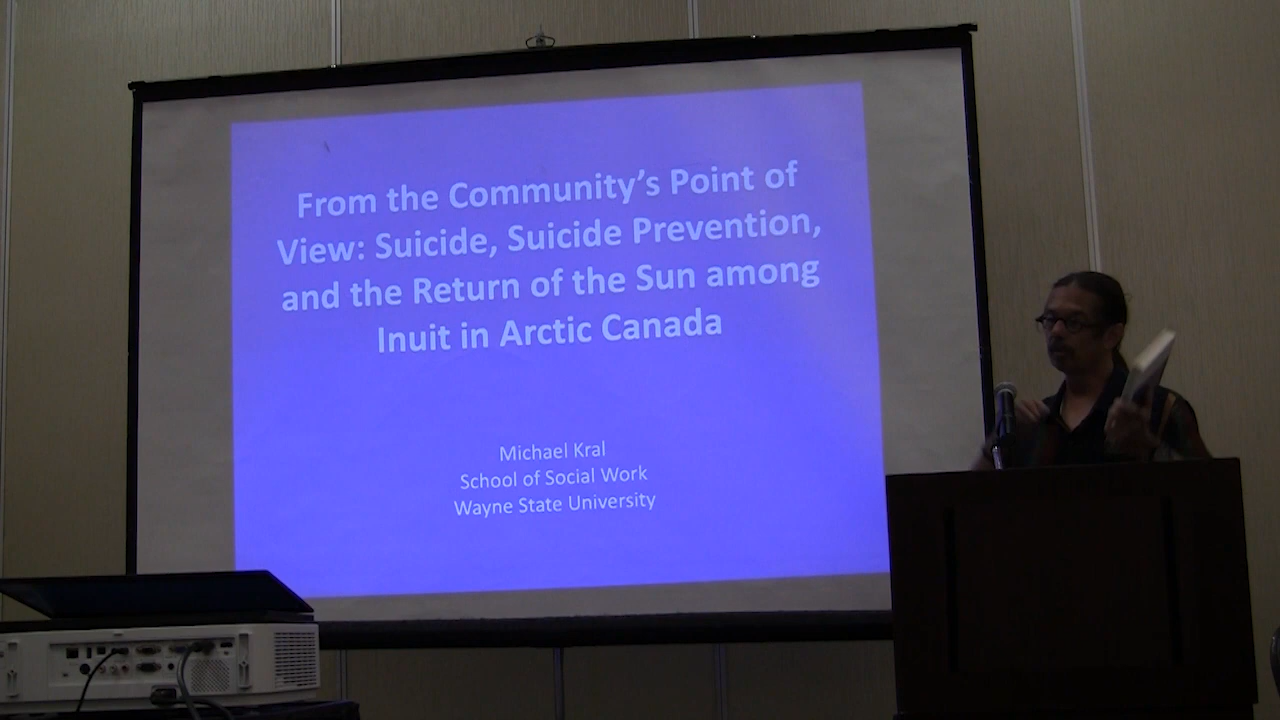 From the Community’s Point of
View: Suicide, Suicide Prevention,
and the Return of the Sun among
Inuit in Arctic Canada
Michael Kral
School of Social Work
Wayne State University